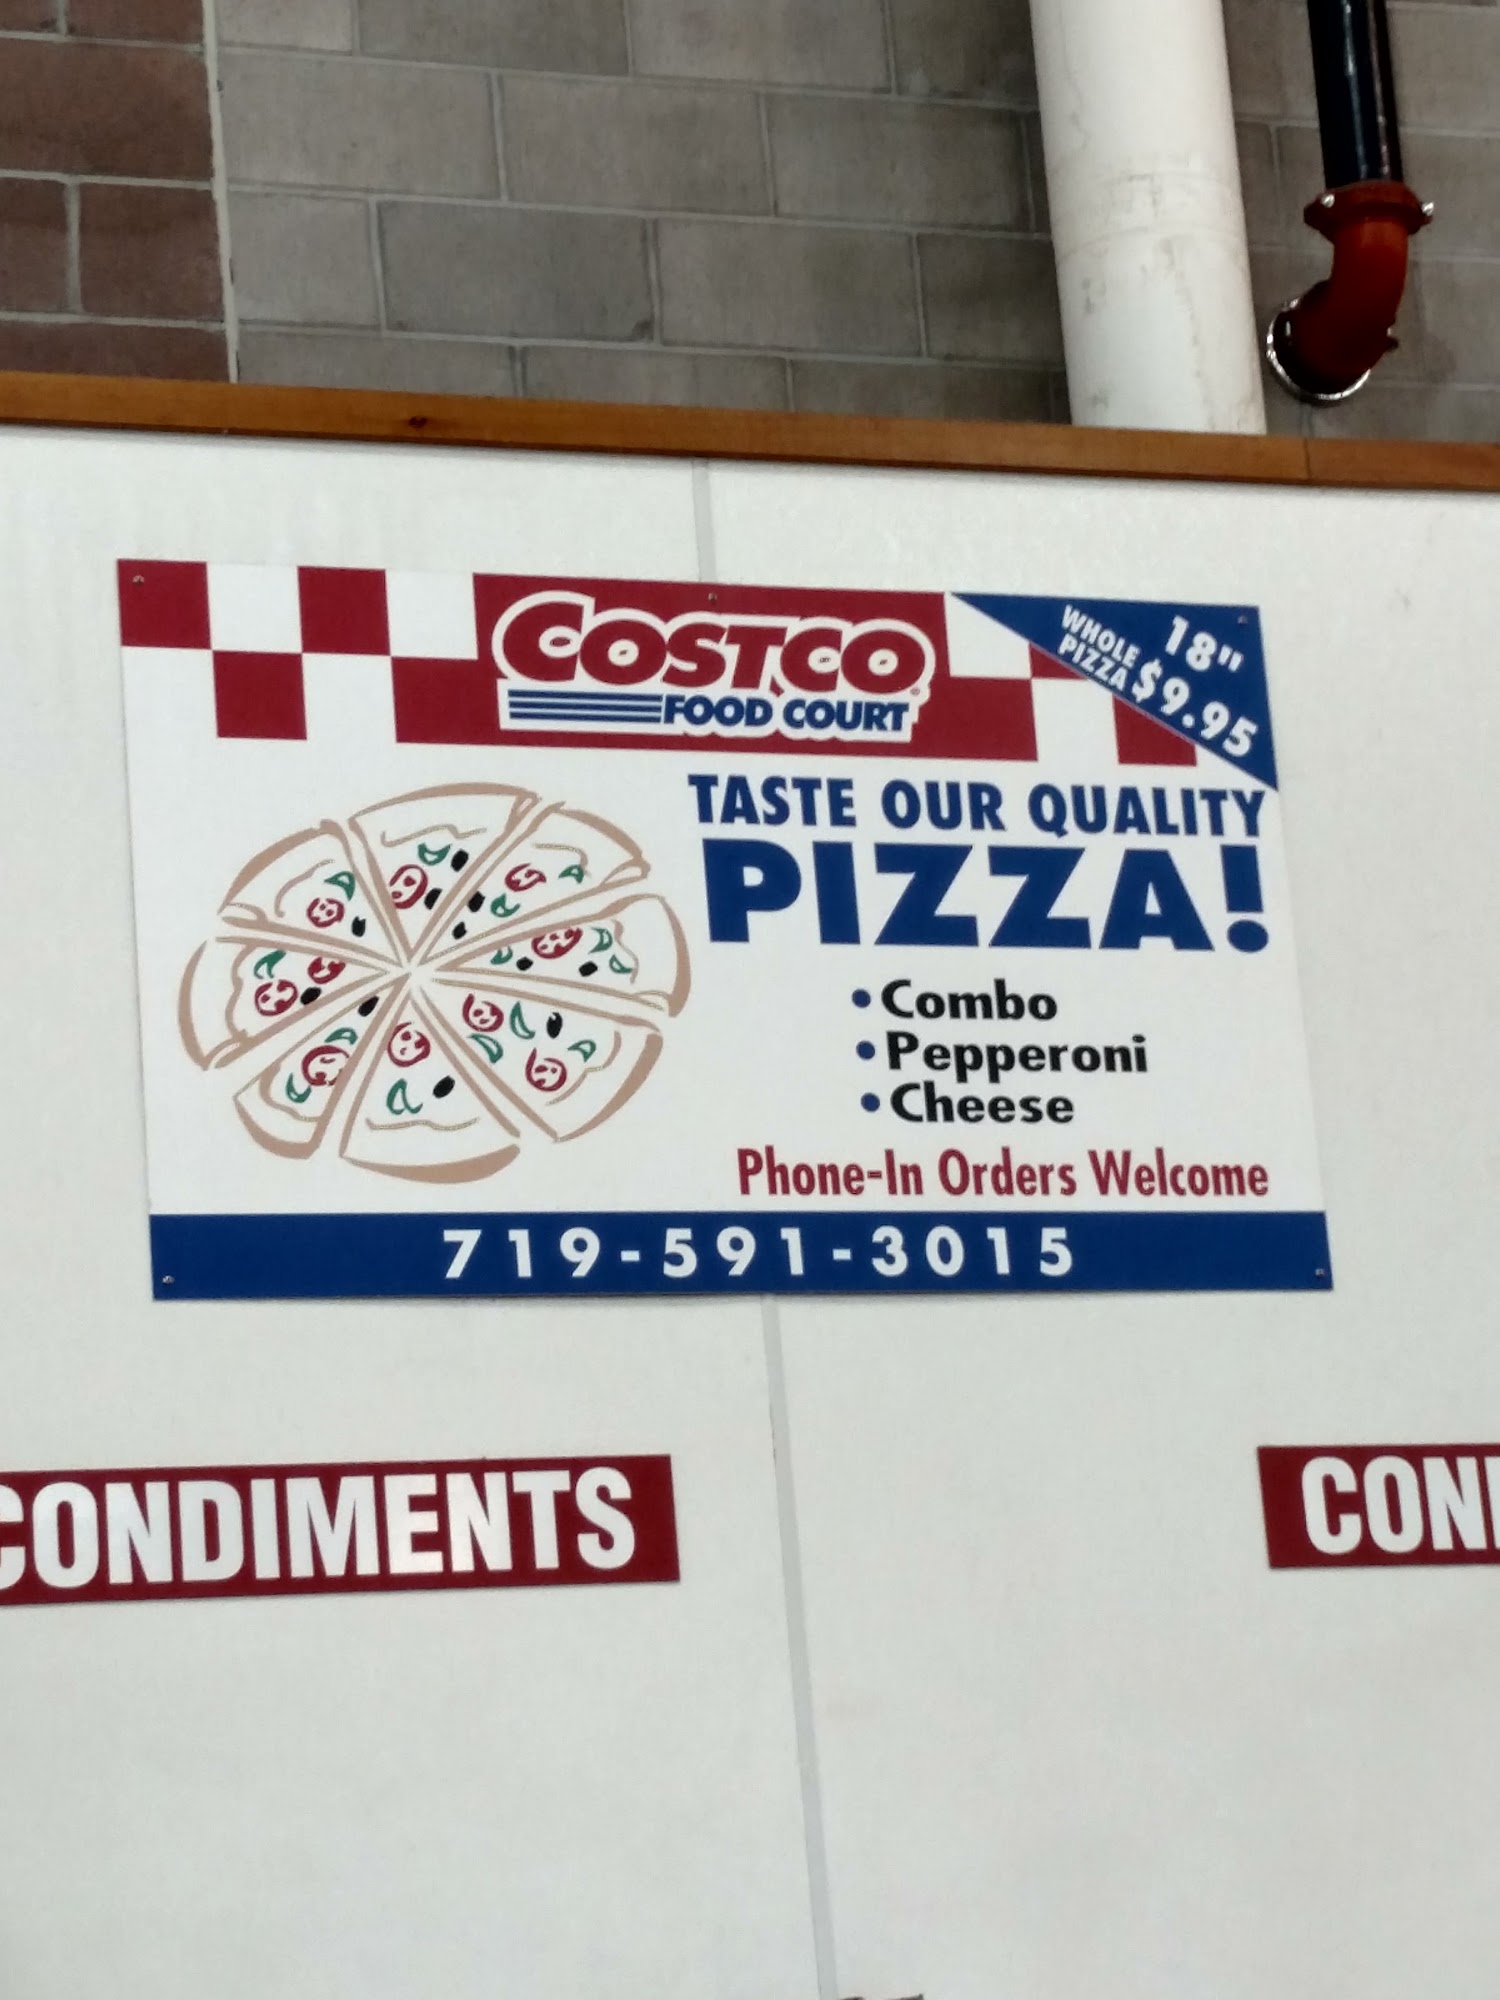 COSTCO
FOOD COURT
18"
WHOLE PIZZA $9.95
TASTE OUR QUALITY
PIZZA!
• Combo
• Pepperoni
• Cheese
Phone-In Orders Welcome
719-591-3015
CONDIMENTS
CON